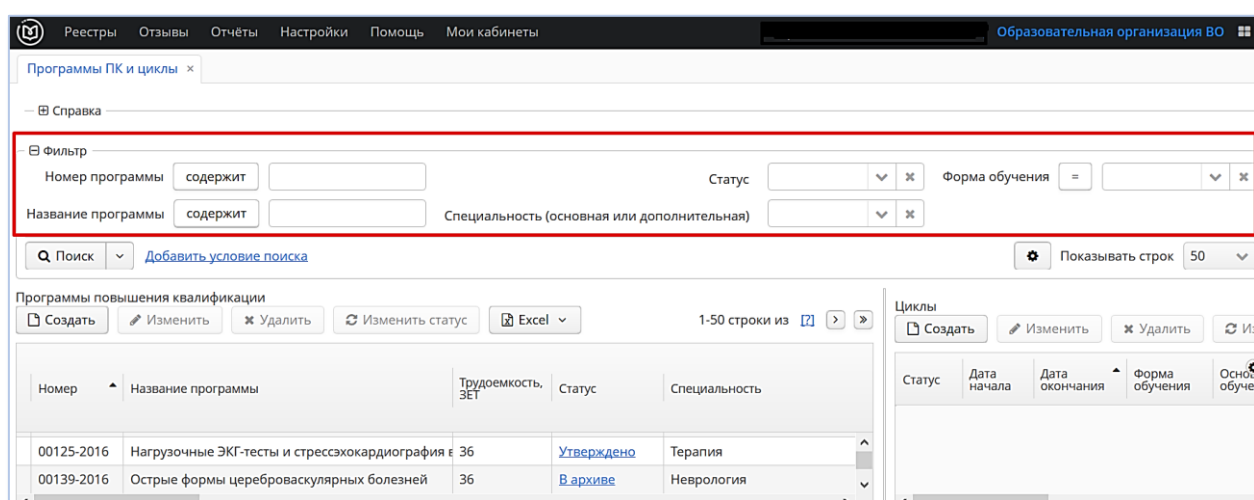 Реестры Отзывы Отчёты Настройки Помощь Мои кабинеты Образовательная организация ВО
Программы ПК и циклы ×
Справка
Фильтр
Номер программы содержит Статус Форма обучения =
Название программы содержит Специальность (основная или дополнительная)
Поиск Добавить условие поиска Показывать строк 50
Программы повышения квалификации
Создать Изменить Удалить Изменить статус Excel 1-50 строки из [?] > »
Циклы
Создать Изменить Удалить
Номер Название программы Трудоемкость, ЗЕТ Статус Специальность
Статус Дата начала Дата окончания Форма обучения
00125-2016 Нагрузочные ЭКГ-тесты и стрессэхокардиография в 36 Утверждено Терапия
00139-2016 Острые формы цереброваскулярных болезней 36 В архиве Неврология